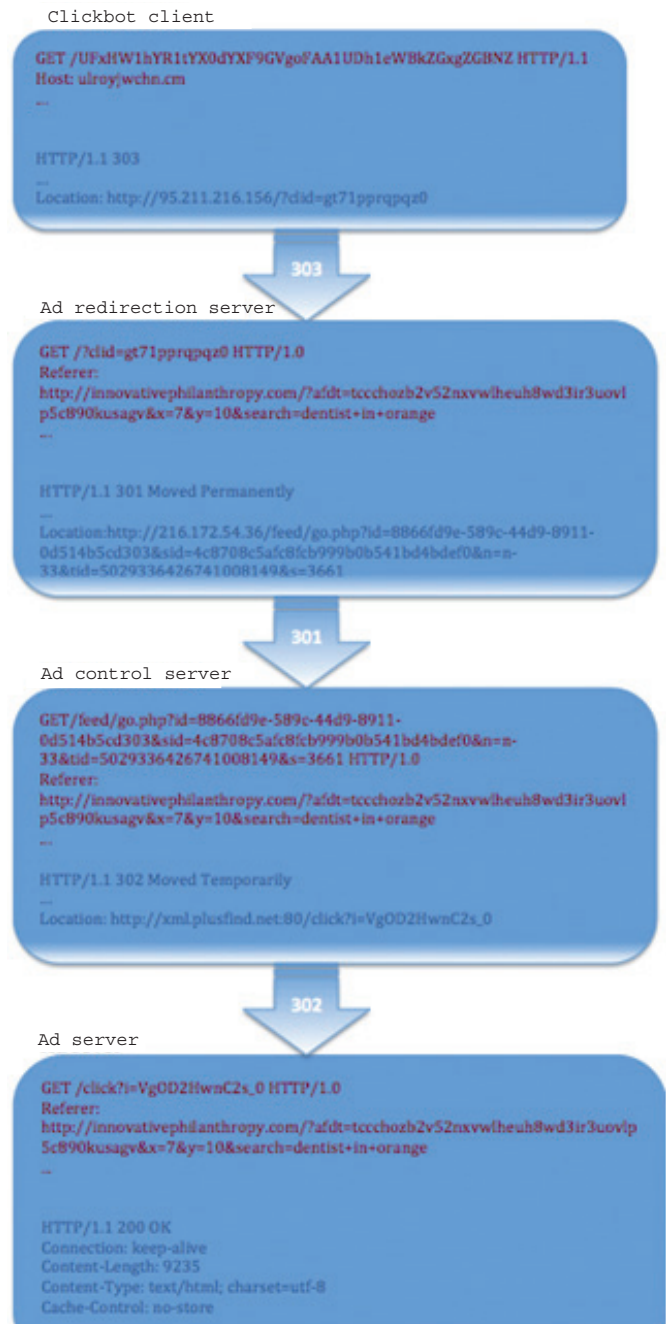 Clickbot client
GET /UFxHW1hYR1tYX0dYXF9GVgoFAA1UDh1eWBkZGxgZGBNZ HTTP/1.1
Host: ulroyjwchn.cm
...
HTTP/1.1 303
...
Location: http://95.211.216.156/?clid=gt71pprqpqz0
303
Ad redirection server
GET /?clid=gt71pprqpqz0 HTTP/1.0
Referer:
http://innovativephilanthropy.com/?afdt=tccchozb2v52nxvwlheuh8wd3ir3uovl
p5c890kusagv&x=7&y=10&search=dentist+in+orange
...
HTTP/1.1 301 Moved Permanently
...
Location:http://216.172.54.36/feed/go.php?id=8866fd9e-589c-44d9-8911-
0d514b5cd303&sid=4c8708c5afc8fcb999b0b541bd4bdef0&n=n-
33&tid=5029336426741008149&s=3661
301
Ad control server
GET/feed/go.php?id=8866fd9e-589c-44d9-8911-
0d514b5cd303&sid=4c8708c5afc8fcb999b0b541bd4bdef0&n=n-
33&tid=5029336426741008149&s=3661 HTTP/1.0
Referer:
http://innovativephilanthropy.com/?afdt=tccchozb2v52nxvwlheuh8wd3ir3uovl
p5c890kusagv&x=7&y=10&search=dentist+in+orange
...
HTTP/1.1 302 Moved Temporarily
...
Location: http://xml.plusfind.net:80/click?i=VgOD2HwnC2s_0
302
Ad server
GET /click?i=VgOD2HwnC2s_0 HTTP/1.0
Referer:
http://innovativephilanthropy.com/?afdt=tccchozb2v52nxvwlheuh8wd3ir3uovlp
5c890kusagv&x=7&y=10&search=dentist+in+orange
...
HTTP/1.1 200 OK
Connection: keep-alive
Content-Length: 9235
Content-Type: text/html; charset=utf-8
Cache-Control: no-store